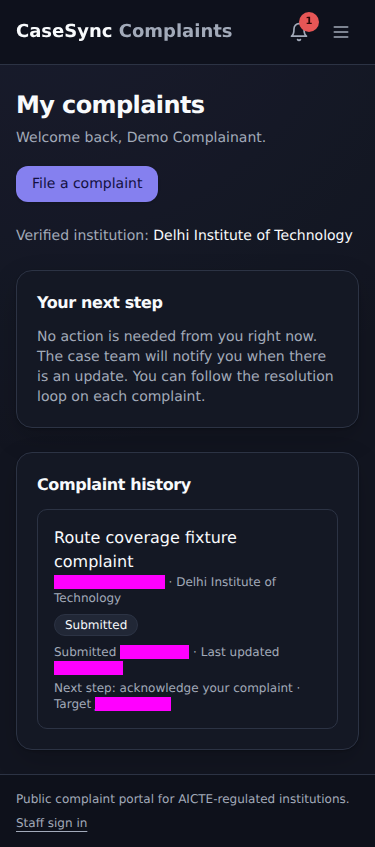 CaseSync Complaints
1
My complaints
Welcome back, Demo Complainant.
File a complaint
Verified institution: Delhi Institute of Technology
Your next step
No action is needed from you right now.
The case team will notify you when there
is an update. You can follow the resolution
loop on each complaint.
Complaint history
Route coverage fixture
complaint
· Delhi Institute of
Technology
Submitted
Submitted · Last updated
Next step: acknowledge your complaint ·
Target
Public complaint portal for AICTE-regulated institutions.
Staff sign in